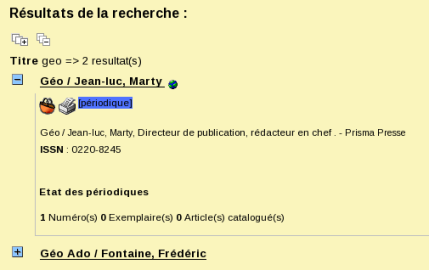 Résultats de la recherche :
Titre geo => 2 resultat(s)
Géo / Jean-luc, Marty
[périodique]
Géo / Jean-luc, Marty, Directeur de publication, rédacteur en chef . - Prisma Presse
ISSN : 0220-8245
Etat des périodiques
1 Numéro(s) 0 Exemplaire(s) 0 Article(s) catalogué(s)
Géo Ado / Fontaine, Frédéric